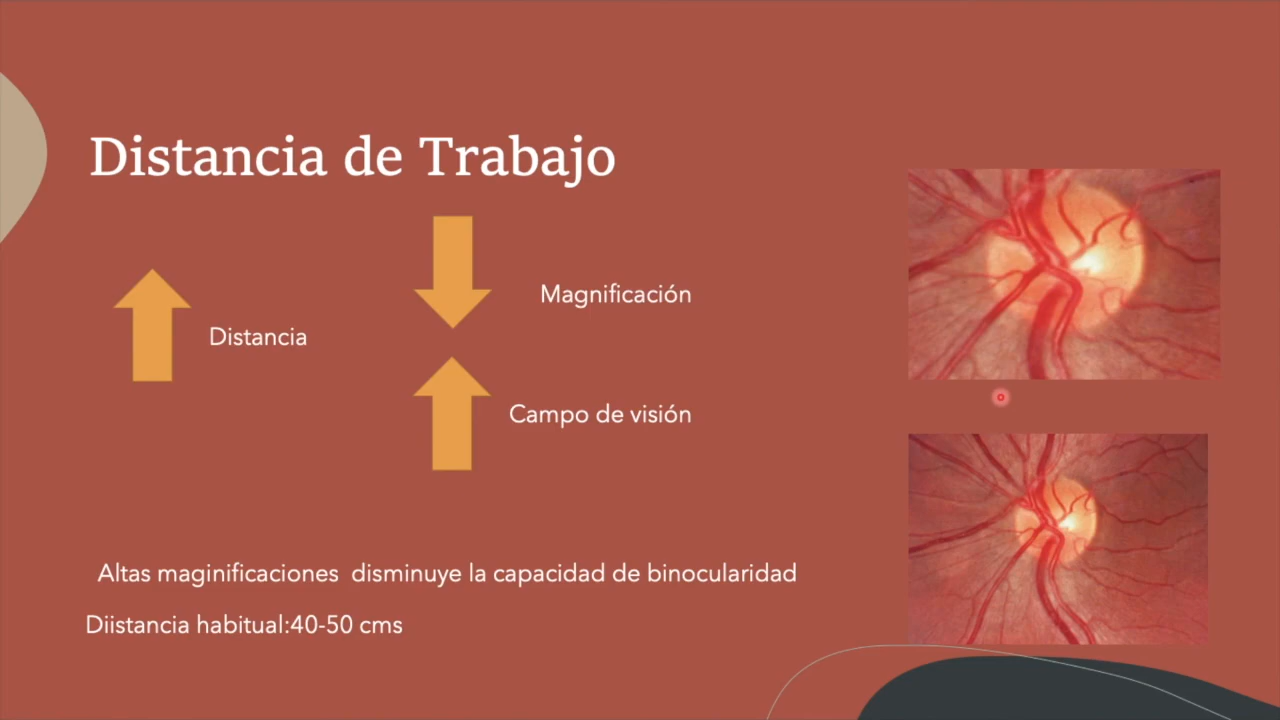 Distancia de Trabajo
Distancia
Magnificación
Campo de visión
Altas maginificaciones disminuye la capacidad de binocularidad
Diistancia habitual:40-50 cms